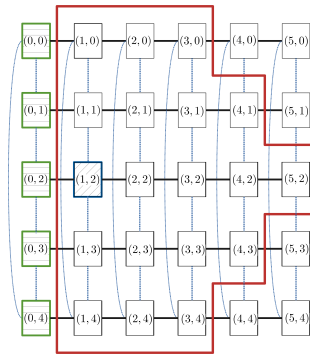 (0, 0) (1, 0) (2, 0) (3, 0) (4, 0) (5, 0)
(0, 1) (1, 1) (2, 1) (3, 1) (4, 1) (5, 1)
(0, 2) (1, 2) (2, 2) (3, 2) (4, 2) (5, 2)
(0, 3) (1, 3) (2, 3) (3, 3) (4, 3) (5, 3)
(0, 4) (1, 4) (2, 4) (3, 4) (4, 4) (5, 4)